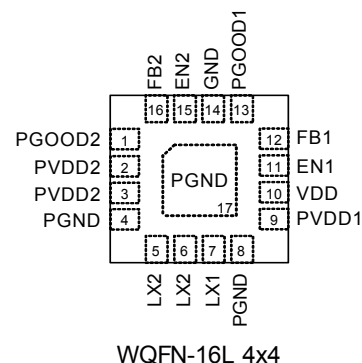 FB2
EN2
GND
PGOOD1
16
15
14
13
PGOOD2 1
PVDD2 2
PVDD2 3
PGND 4
12 FB1
11 EN1
10 VDD
9 PVDD1
PGND
17
5
6
7
8
LX2
LX2
LX1
PGND
WQFN-16L 4x4